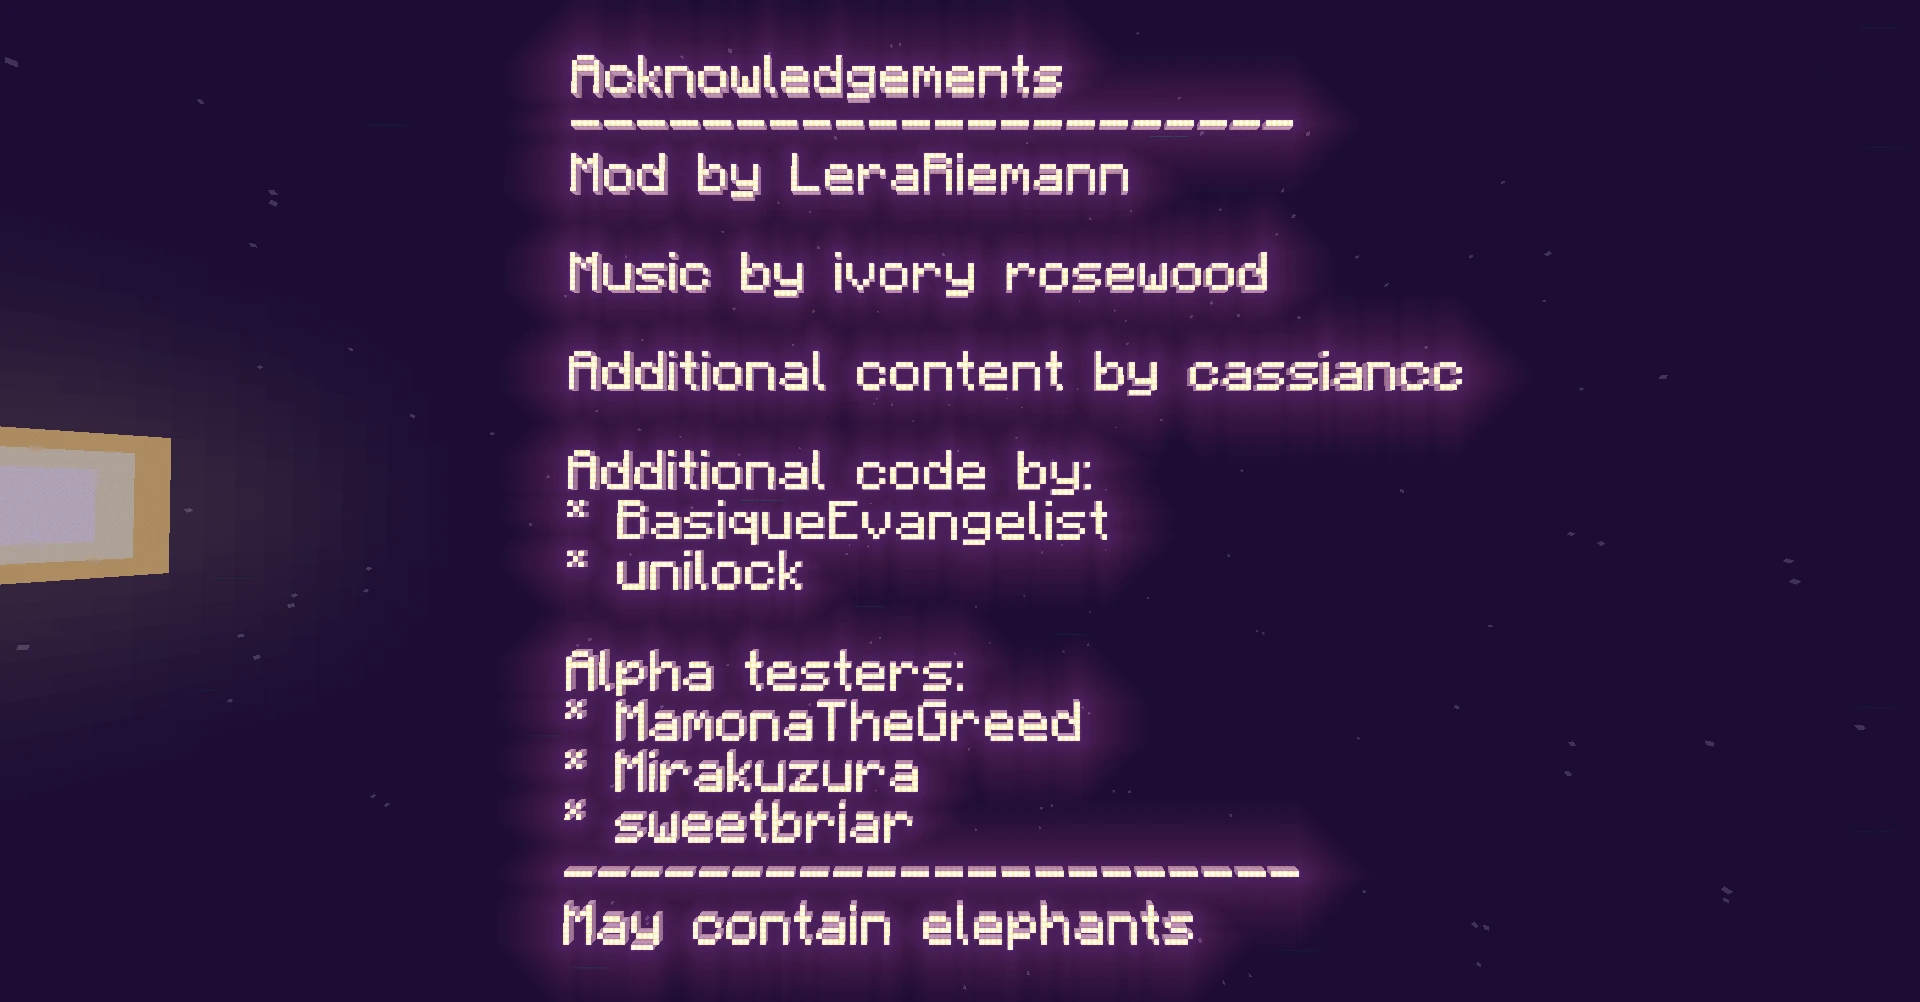 Acknowledgements
----------------------
Mod by LeraRiemann
Music by ivory rosewood
Additional content by cassiancc
Additional code by:
* BasiqueEvangelist
* unilock
Alpha testers:
* MamonaTheGreed
* Mirakuzura
* sweetbriar
----------------------
May contain elephants